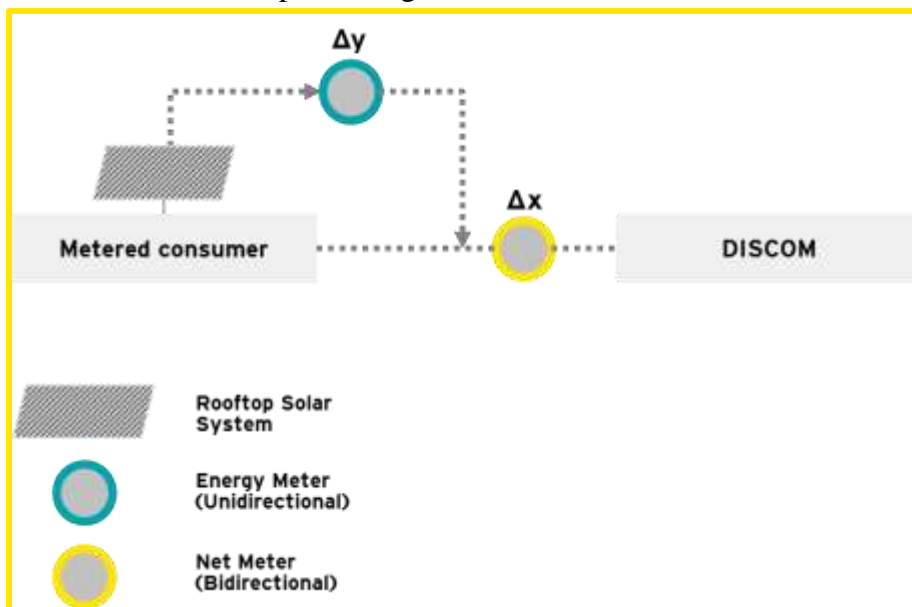 Δy
Δx
Metered consumer
DISCOM
Rooftop Solar
System
Energy Meter
(Unidirectional)
Net Meter
(Bidirectional)